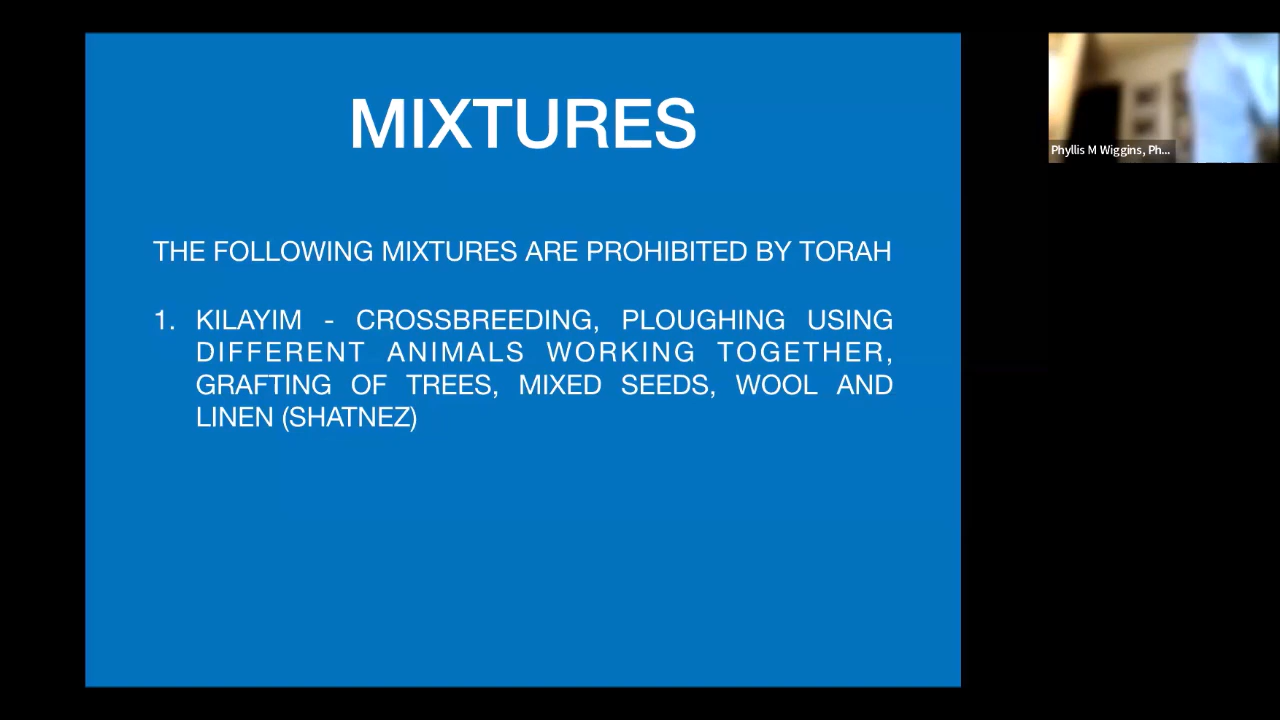 MIXTURES
THE FOLLOWING MIXTURES ARE PROHIBITED BY TORAH
1. KILAYIM - CROSSBREEDING, PLOUGHING USING
DIFFERENT ANIMALS WORKING TOGETHER,
GRAFTING OF TREES, MIXED SEEDS, WOOL AND
LINEN (SHATNEZ)
Phyllis M Wiggins, Ph...